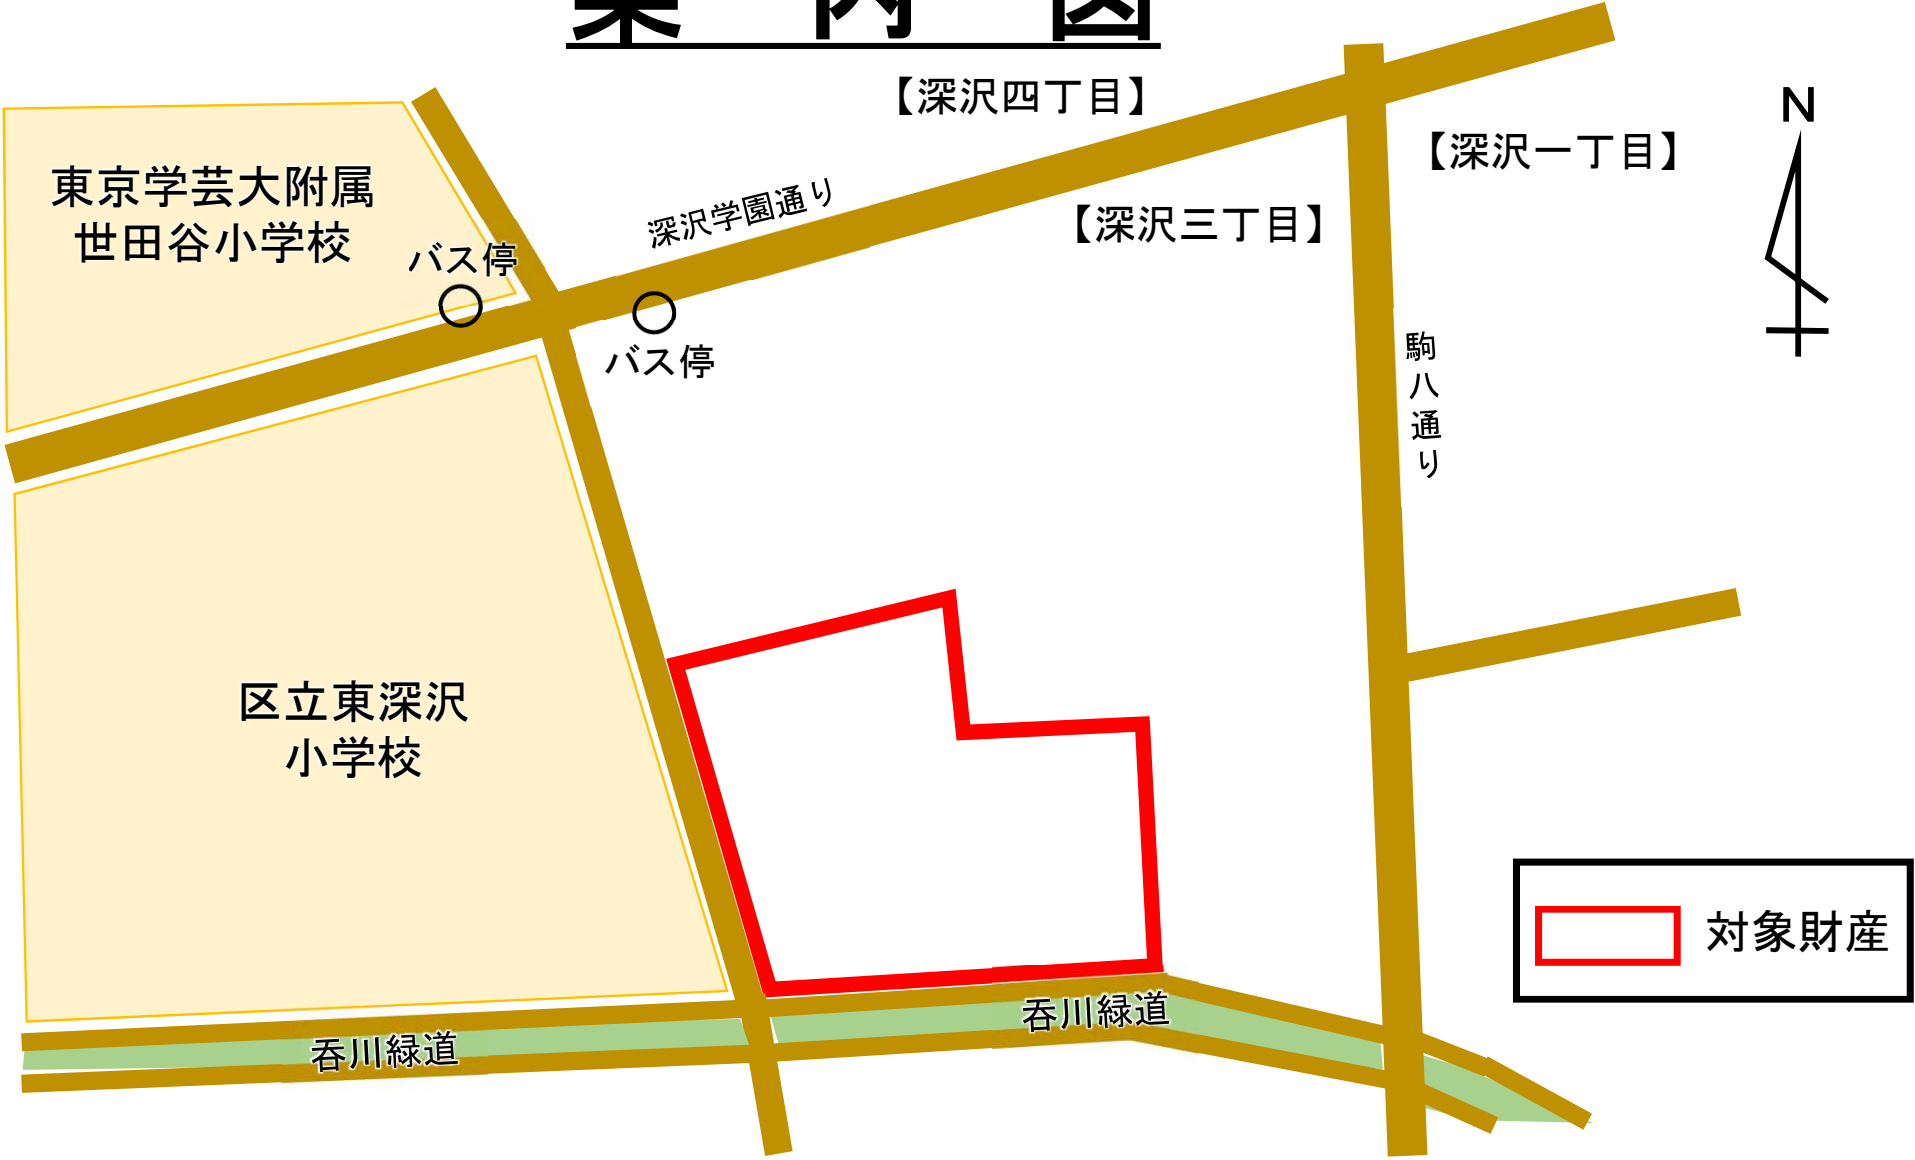 案　内　図
【深沢四丁目】
N
【深沢一丁目】
東京学芸大附属
世田谷小学校
深沢学園通り
【深沢三丁目】
バス停
バス停
駒八通り
区立東深沢
小学校
対象財産
呑川緑道
呑川緑道